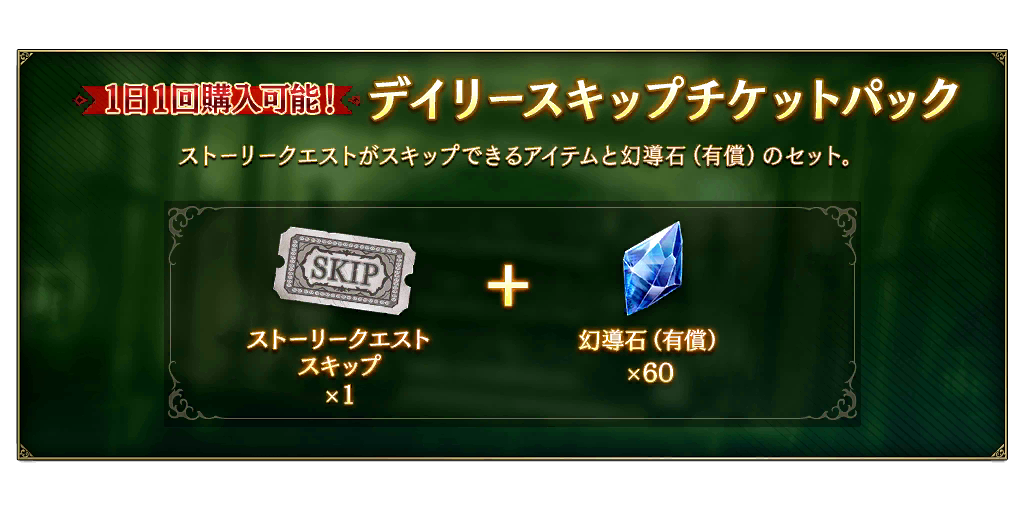 1日1回購入可能! デイリースキップチケットパック
ストーリークエストがスキップできるアイテムと幻導石(有償)のセット。
SKIP
+
ストーリークエスト
スキップ
×1
幻導石(有償)
×60